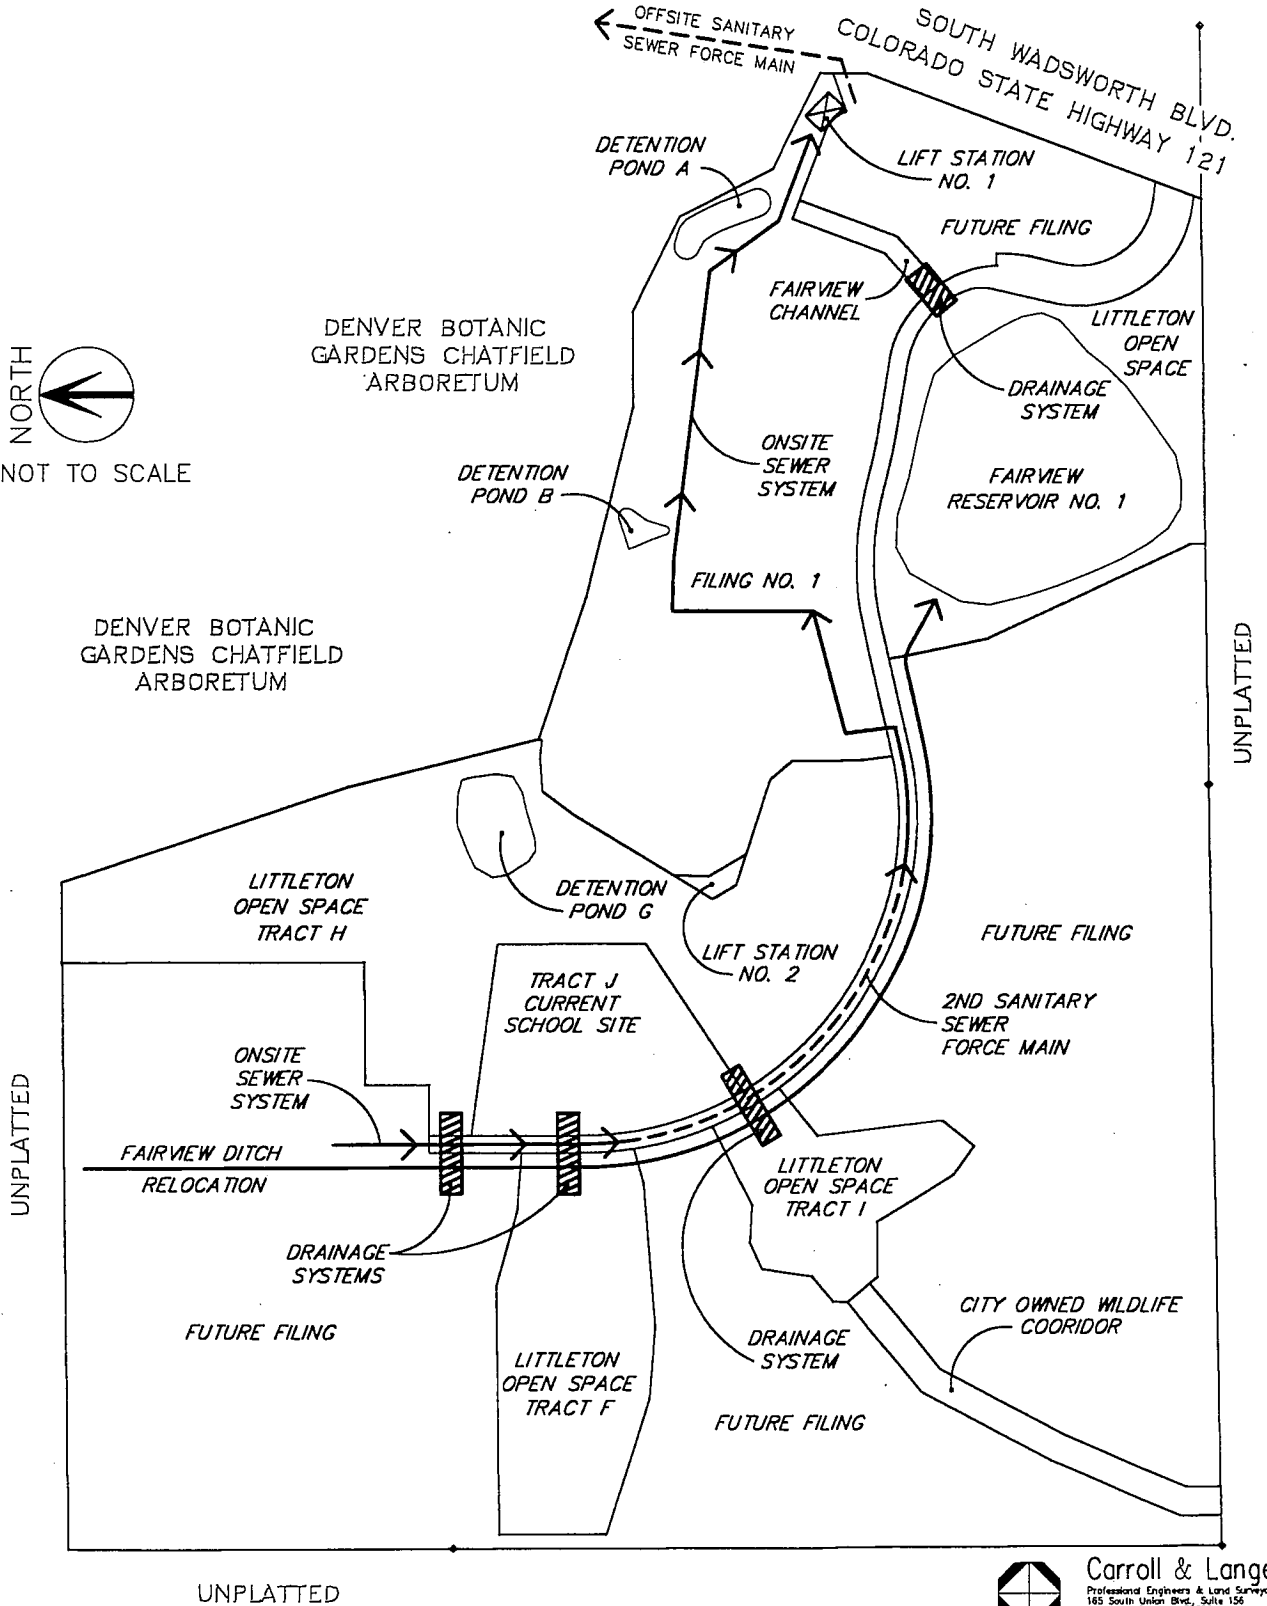 OFFSITE SANITARY
SEWER FORCE MAIN
SOUTH WADSWORTH BLVD.
COLORADO STATE HIGHWAY 121
DETENTION
POND A
LIFT STATION
NO. 1
FUTURE FILING
FAIRVIEW
CHANNEL
LITTLETON
OPEN
SPACE
DENVER BOTANIC
GARDENS CHATFIELD
ARBORETUM
NORTH
NOT TO SCALE
DRAINAGE
SYSTEM
ONSITE
SEWER
SYSTEM
DETENTION
POND B
FAIRVIEW
RESERVOIR NO. 1
FILING NO. 1
DENVER BOTANIC
GARDENS CHATFIELD
ARBORETUM
UNPLATTED
LITTLETON
OPEN SPACE
TRACT H
DETENTION
POND G
LIFT STATION
NO. 2
FUTURE FILING
TRACT J
CURRENT
SCHOOL SITE
2ND SANITARY
SEWER
FORCE MAIN
ONSITE
SEWER
SYSTEM
UNPLATTED
FAIRVIEW DITCH
RELOCATION
LITTLETON
OPEN SPACE
TRACT I
DRAINAGE
SYSTEMS
FUTURE FILING
CITY OWNED WILDLIFE
COORIDOR
DRAINAGE
SYSTEM
LITTLETON
OPEN SPACE
TRACT F
FUTURE FILING
UNPLATTED
Carroll & Lange
Professional Engineers & Land Surveyo
165 South Union Blvd., Suite 156